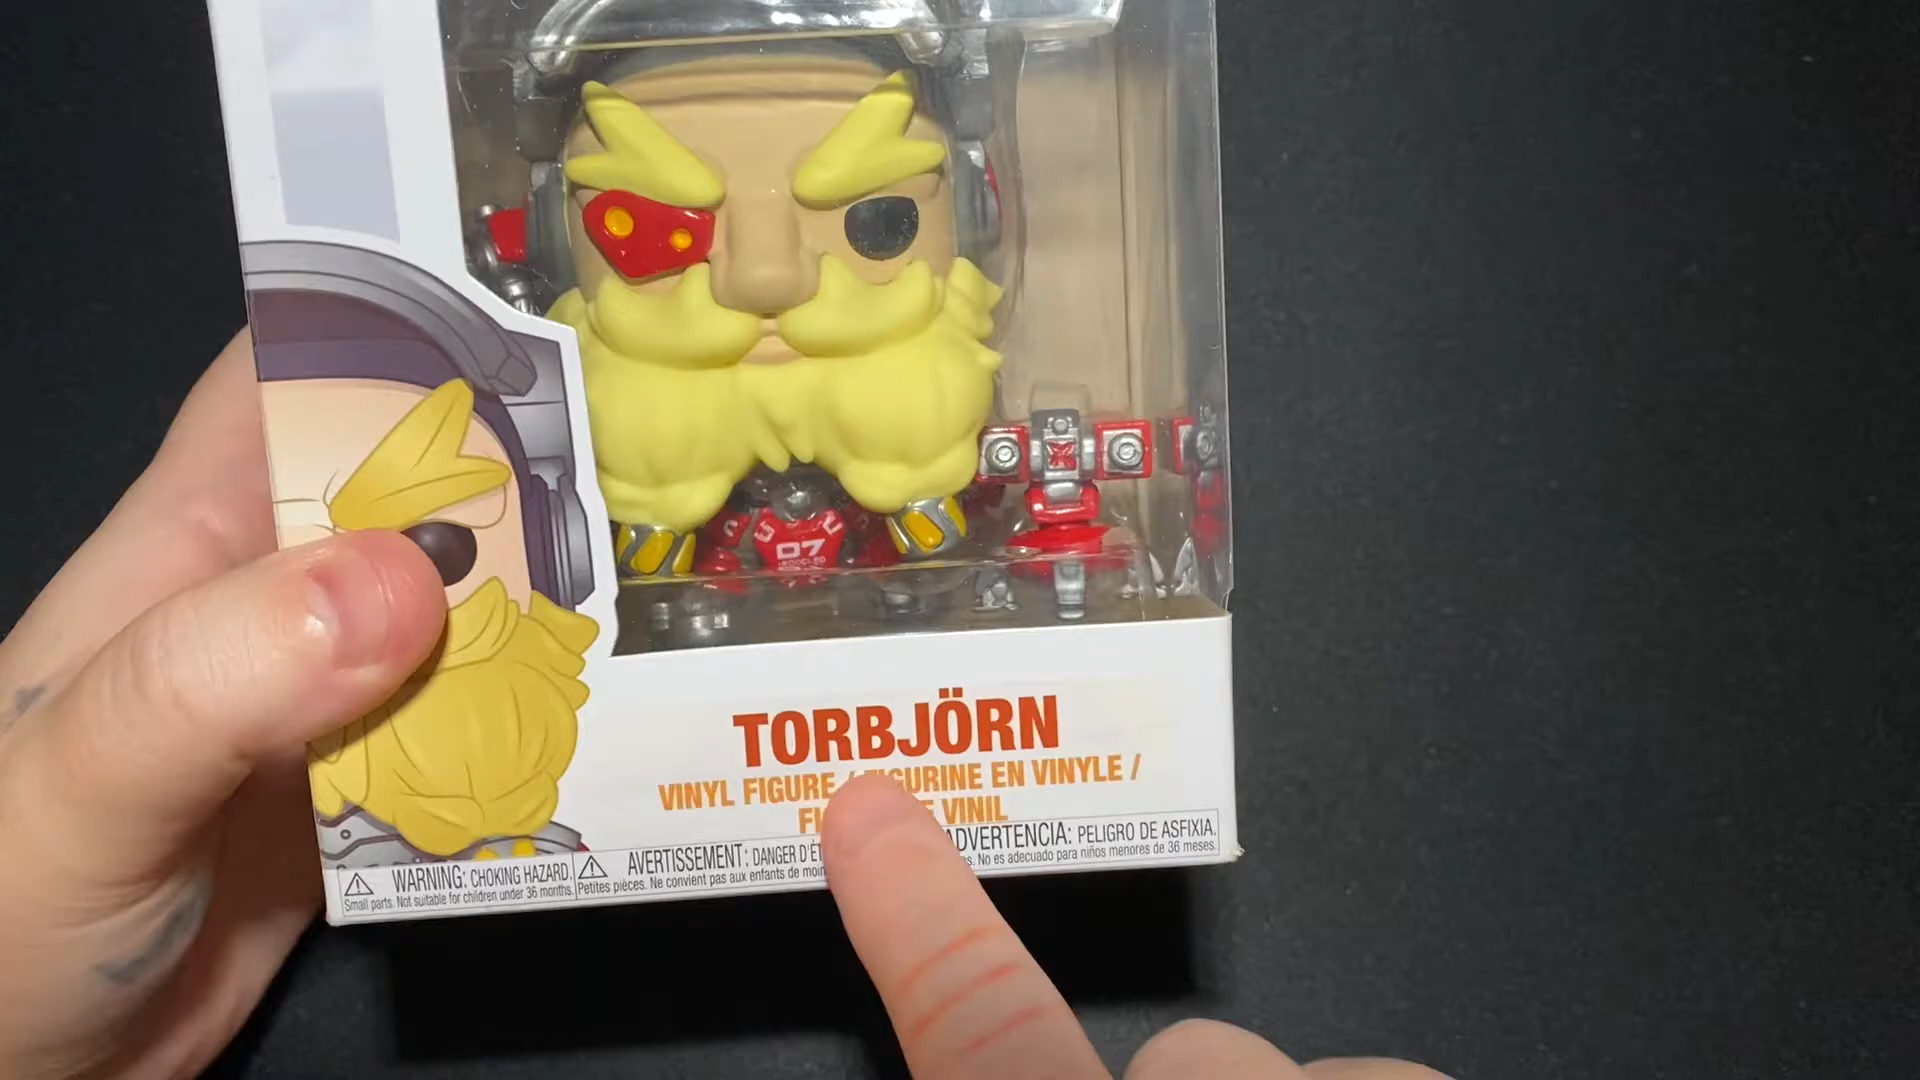 07
TORBJÖRN
VINYL FIGURE / FIGURINE EN VINYLE /
VINIL
WARNING: CHOKING HAZARD.
Small parts. Not suitable for children under 36 months.
AVERTISSEMENT: DANGER D'ÉT
Petites pièces. Ne convient pas aux enfants de moin
ADVERTENCIA: PELIGRO DE ASFIXIA.
s. No es adecuado para niños menores de 36 meses.